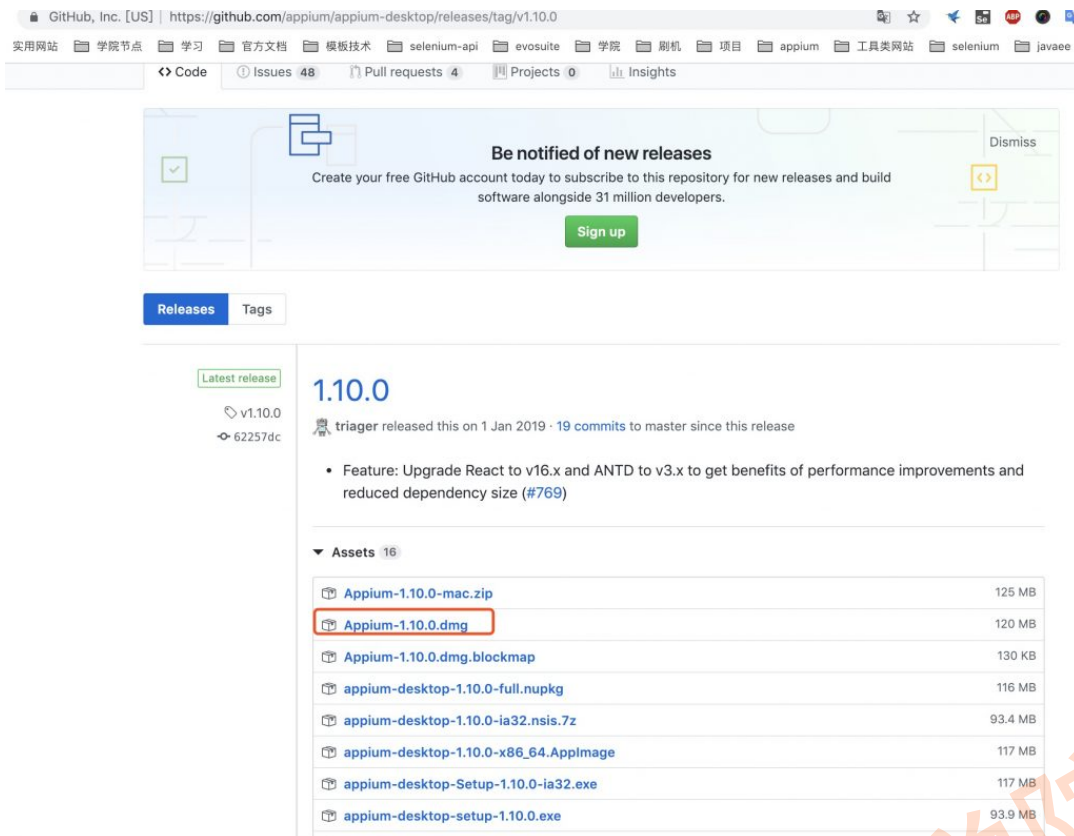 GitHub, Inc. [US] | https://github.com/appium/appium-desktop/releases/tag/v1.10.0
实用网站 学院节点 学习 官方文档 模板技术 selenium-api evosuite 学院 刷机 项目 appium 工具类网站 selenium javaee
Code Issues 48 Pull requests 4 Projects 0 Insights
Be notified of new releases
Dismiss
Create your free GitHub account today to subscribe to this repository for new releases and build
software alongside 31 million developers.
Sign up
Releases Tags
Latest release
v1.10.0
62257dc
1.10.0
triager released this on 1 Jan 2019 · 19 commits to master since this release
• Feature: Upgrade React to v16.x and ANTD to v3.x to get benefits of performance improvements and
reduced dependency size (#769)
Assets 16
Appium-1.10.0-mac.zip 125 MB
Appium-1.10.0.dmg 120 MB
Appium-1.10.0.dmg.blockmap 130 KB
appium-desktop-1.10.0-full.nupkg 116 MB
appium-desktop-1.10.0-ia32.nsis.7z 93.4 MB
appium-desktop-1.10.0-x86_64.AppImage 117 MB
appium-desktop-Setup-1.10.0-ia32.exe 117 MB
appium-desktop-setup-1.10.0.exe 93.9 MB